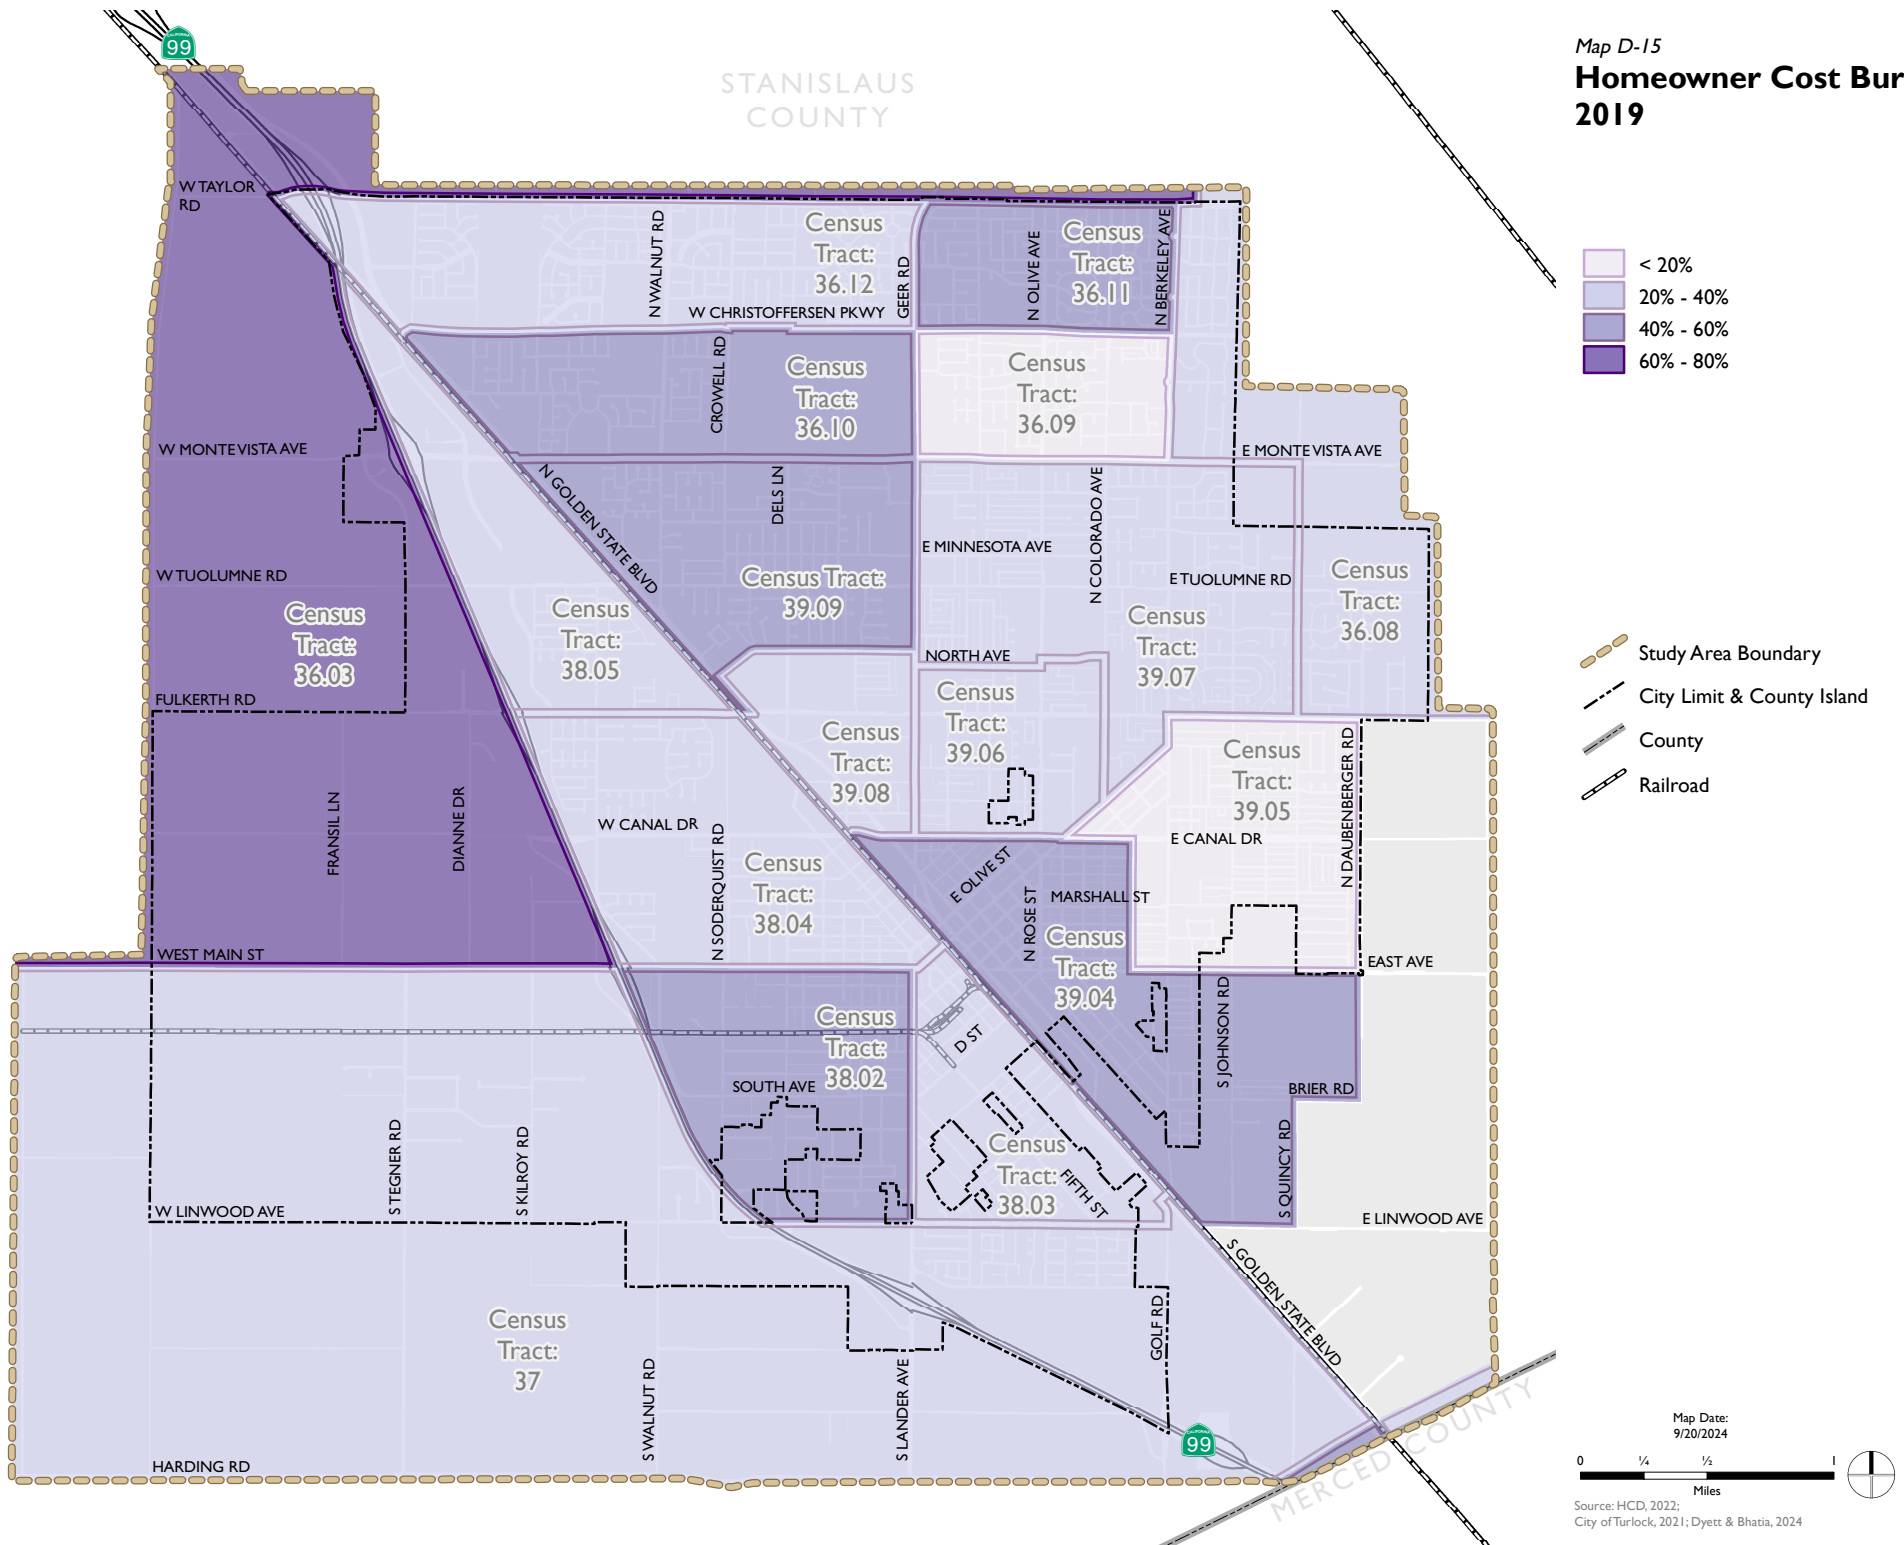 Map D-15
Homeowner Cost Bur
2019
99
STANISLAUS
COUNTY
W TAYLOR
RD
N WALNUT RD
Census
Tract:
36.12
GEER RD
W CHRISTOFFERSEN PKWY
N OLIVE AVE
Census
Tract:
36.11
N BERKELEY AVE
< 20%
20% - 40%
40% - 60%
60% - 80%
CROWELL RD
Census
Tract:
36.10
Census
Tract:
36.09
W MONTE VISTA AVE
E MONTE VISTA AVE
N GOLDEN STATE BLVD
DELS LN
N COLORADO AVE
E MINNESOTA AVE
W TUOLUMNE RD
Census Tract:
39.09
E TUOLUMNE RD
Census
Tract:
36.08
Census
Tract:
36.03
Census
Tract:
38.05
Census
Tract:
39.07
NORTH AVE
FULKERTH RD
Census
Tract:
39.06
Study Area Boundary
City Limit & County Island
County
Railroad
Census
Tract:
39.08
Census
Tract:
39.05
N DAUBENBERGER RD
FRANSIL LN
DIANNE DR
W CANAL DR
N SODERQUIST RD
E CANAL DR
Census
Tract:
38.04
E OLIVE ST
N ROSE ST
MARSHALL ST
Census
Tract:
39.04
WEST MAIN ST
EAST AVE
Census
Tract:
38.02
D ST
S JOHNSON RD
SOUTH AVE
BRIER RD
S TEGNER RD
S KILROY RD
Census
Tract:
38.03
FIFTH ST
S QUINCY RD
W LINWOOD AVE
E LINWOOD AVE
S GOLDEN STATE BLVD
Census
Tract:
37
GOLF RD
S WALNUT RD
S LANDER AVE
99
HARDING RD
MERCED COUNTY
Map Date:
9/20/2024
0 1/4 1/2 1
Miles
Source: HCD, 2022;
City of Turlock, 2021; Dyett & Bhatia, 2024